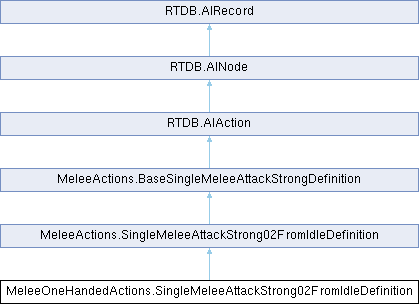 RTDB.AIRecord
RTDB.AINode
RTDB.AIAction
MeleeActions.BaseSingleMeleeAttackStrongDefinition
MeleeActions.SingleMeleeAttackStrong02FromIdleDefinition
MeleeOneHandedActions.SingleMeleeAttackStrong02FromIdleDefinition